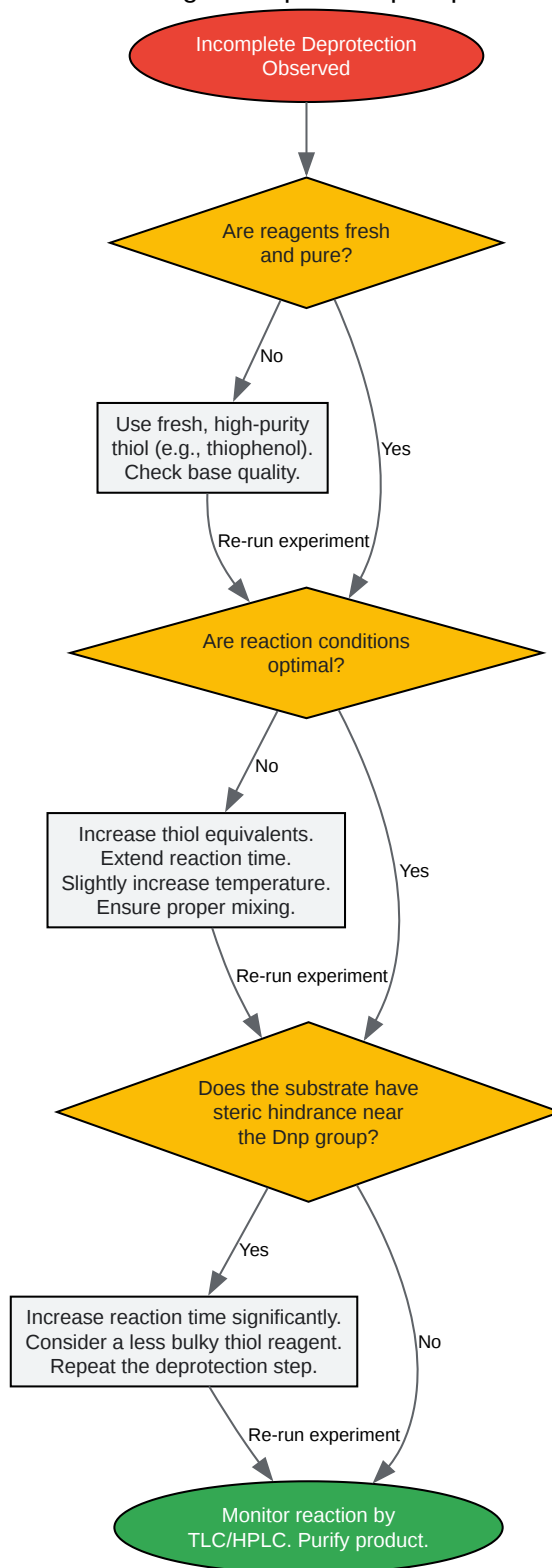 Incomplete Deprotection
Observed
Are reagents fresh
and pure?
No
Yes
Use fresh, high-purity
thiol (e.g., thiophenol).
Check base quality.
Re-run experiment
Are reaction conditions
optimal?
No
Yes
Increase thiol equivalents.
Extend reaction time.
Slightly increase temperature.
Ensure proper mixing.
Re-run experiment
Does the substrate have
steric hindrance near
the Dnp group?
Yes
No
Increase reaction time significantly.
Consider a less bulky thiol reagent.
Repeat the deprotection step.
Re-run experiment
Monitor reaction by
TLC/HPLC. Purify product.